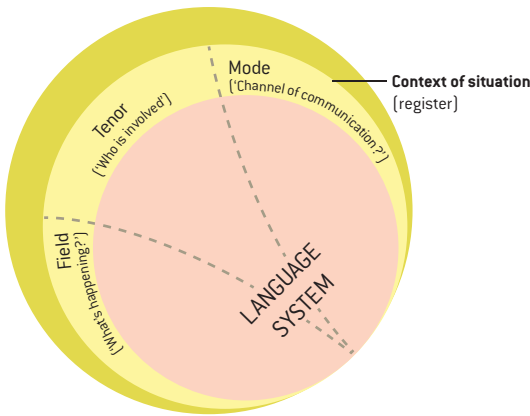 Mode
('Channel of communication?')
Context of situation
(register)
Tenor
('Who is involved')
Field
('What's happening?')
LANGUAGE
SYSTEM